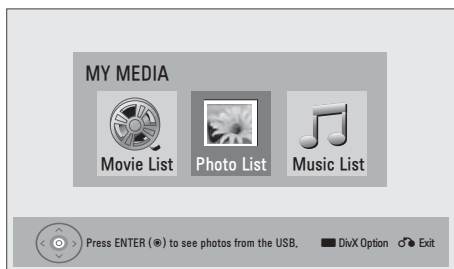 MY MEDIA
Movie List Photo List Music List
Press ENTER (◉) to see photos from the USB. DivX Option Exit